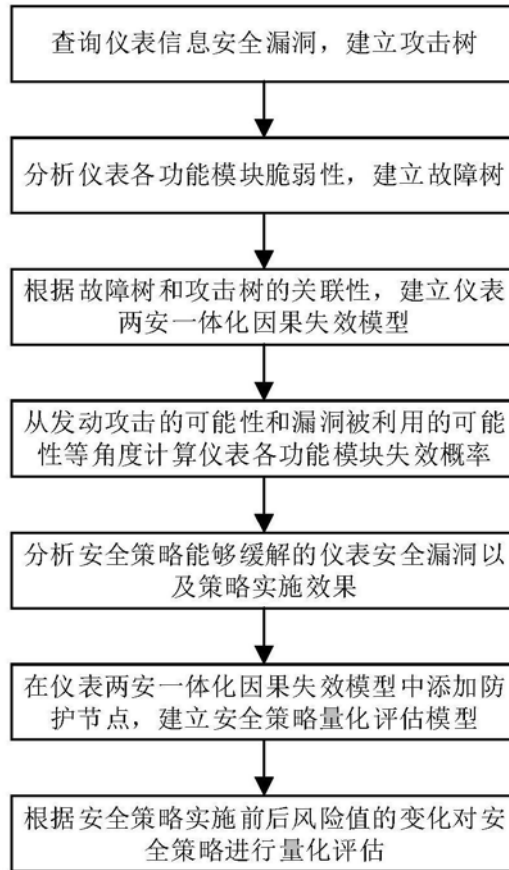 查询仪表信息安全漏洞，建立攻击树
分析仪表各功能模块脆弱性，建立故障树
根据故障树和攻击树的关联性，建立仪表
两安一体化因果失效模型
从发动攻击的可能性和漏洞被利用的可能
性等角度计算仪表各功能模块失效概率
分析安全策略能够缓解的仪表安全漏洞以
及策略实施效果
在仪表两安一体化因果失效模型中添加防
护节点，建立安全策略量化评估模型
根据安全策略实施前后风险值的变化对安
全策略进行量化评估